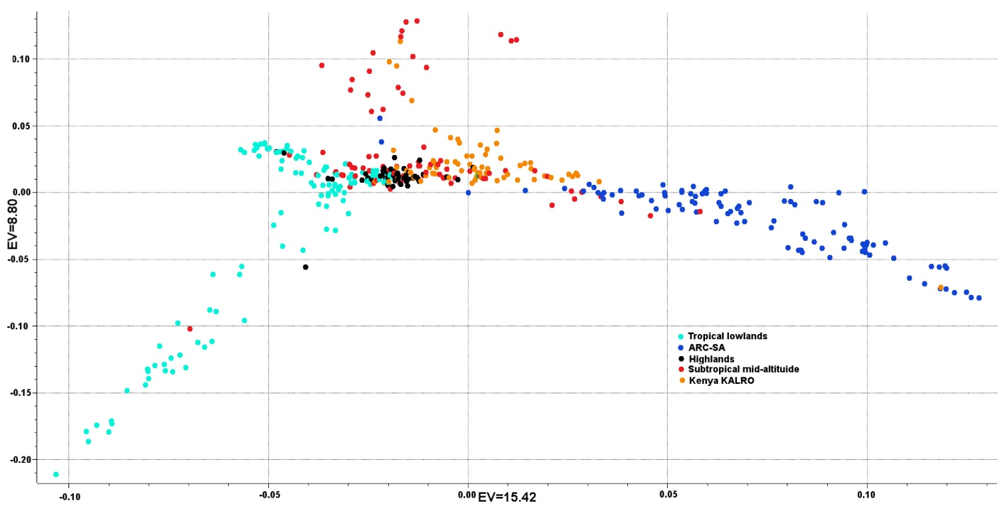 0.10
0.05
0.00
-0.05
-0.10
-0.15
-0.20
EV=8.80
Tropical lowlands
ARC-SA
Highlands
Subtropical mid-altituide
Kenya KALRO
-0.10
-0.05
0.00
0.05
0.10
EV=15.42